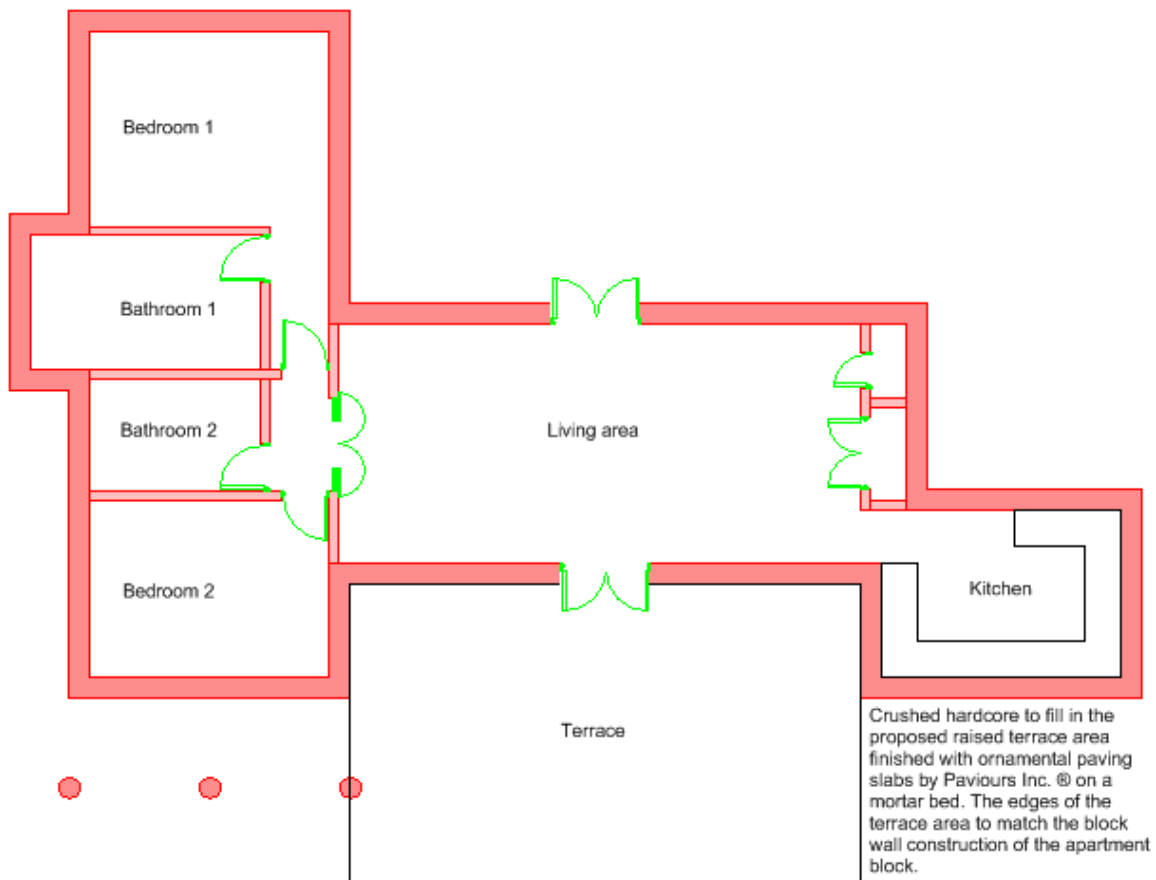 Bedroom 1
Bathroom 1
Bathroom 2
Living area
Bedroom 2
Kitchen
Terrace
Crushed hardcore to fill in the
proposed raised terrace area
finished with ornamental paving
slabs by Paviours Inc. ® on a
mortar bed. The edges of the
terrace area to match the block
wall construction of the apartment
block.